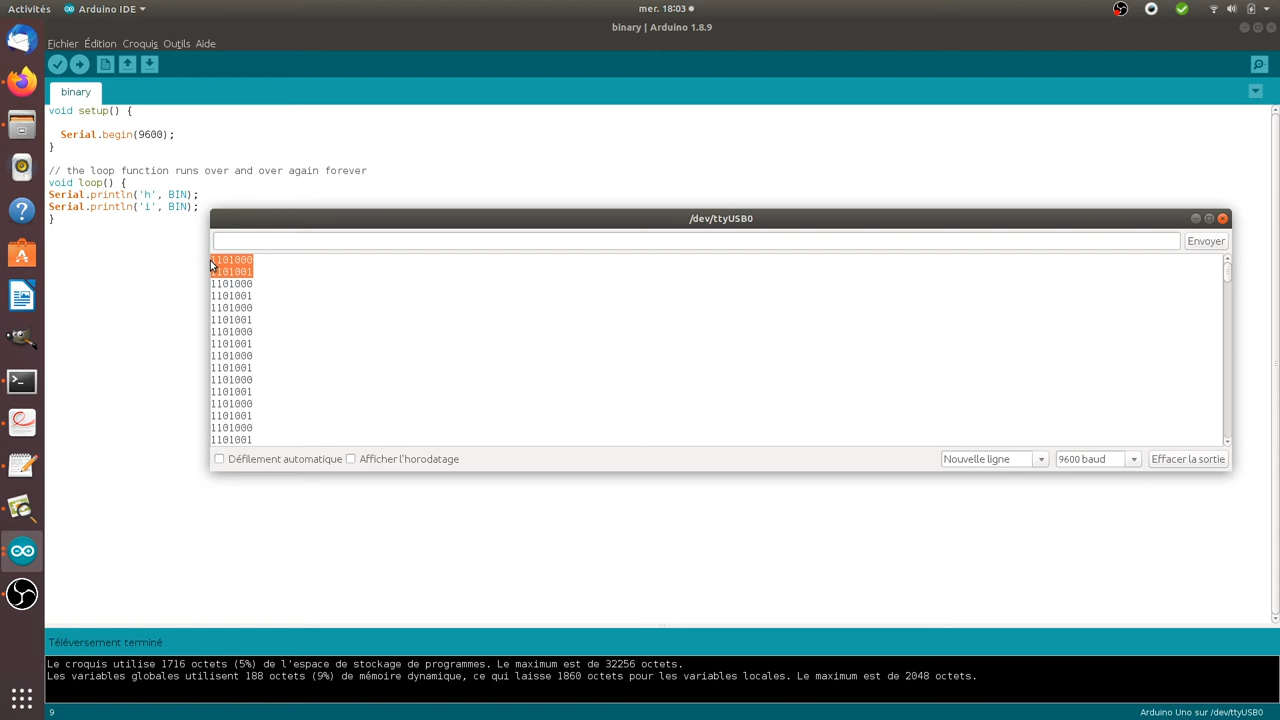 Activités Arduino IDE mer. 18:03
binary | Arduino 1.8.9
Fichier Édition Croquis Outils Aide
binary
void setup() {
Serial.begin(9600);
}
// the loop function runs over and over again forever
void loop() {
Serial.println('h', BIN);
Serial.println('i', BIN);
}
/dev/ttyUSB0
Envoyer
1101000
1101001
1101000
1101001
1101000
1101001
1101000
1101001
1101000
1101001
1101000
1101001
1101000
1101001
1101000
1101001
Défilement automatique Afficher l'horodatage Nouvelle ligne 9600 baud Effacer la sortie
Téléversement terminé
Le croquis utilise 1716 octets (5%) de l'espace de stockage de programmes. Le maximum est de 32256 octets.
Les variables globales utilisent 188 octets (9%) de mémoire dynamique, ce qui laisse 1860 octets pour les variables locales. Le maximum est de 2048 octets.
9 Arduino Uno sur /dev/ttyUSB0